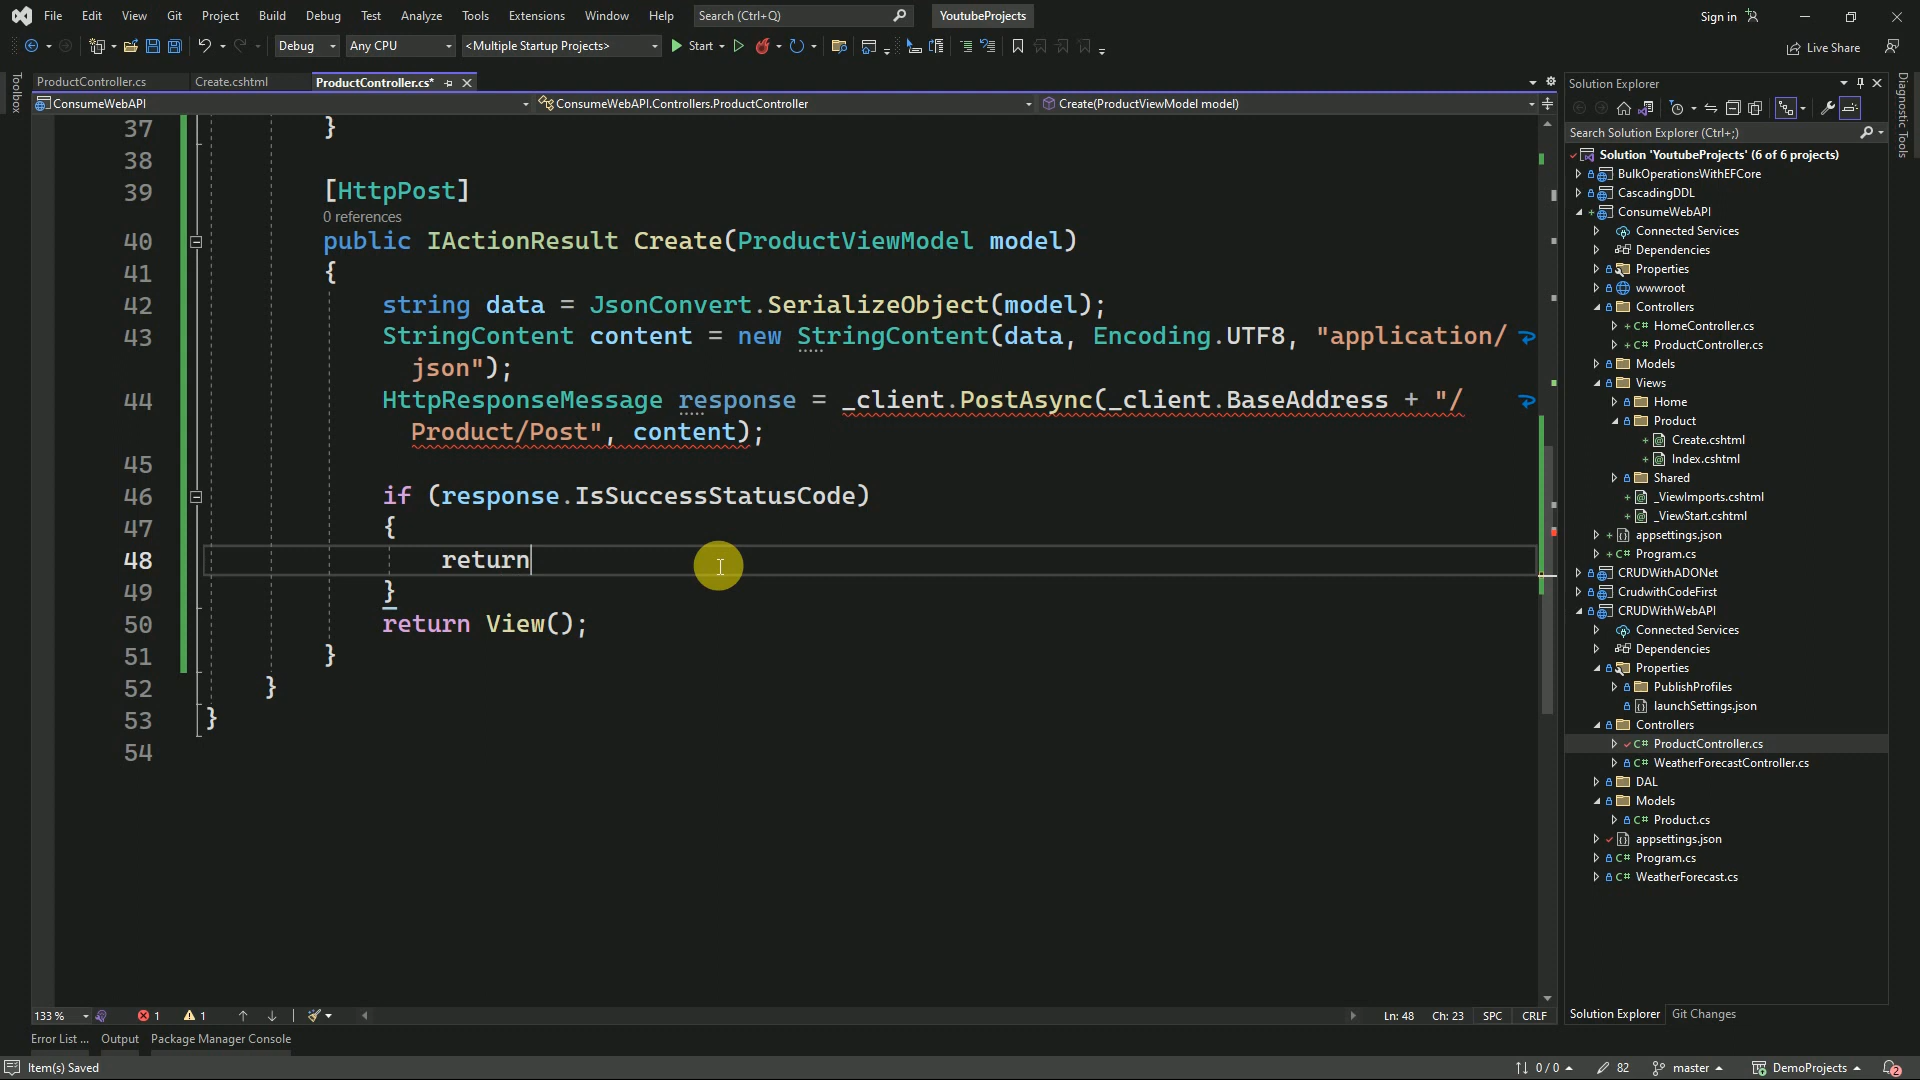 File Edit View Git Project Build Debug Test Analyze Tools Extensions Window Help Search (Ctrl+Q) YoutubeProjects Sign in
Debug Any CPU <Multiple Startup Projects> Start Live Share
Toolbox
ProductController.cs Create.cshtml ProductController.cs*
ConsumeWebAPI ConsumeWebAPI.Controllers.ProductController Create(ProductViewModel model)
37 }
38
39 [HttpPost]
0 references
40 public IActionResult Create(ProductViewModel model)
41 {
42 string data = JsonConvert.SerializeObject(model);
43 StringContent content = new StringContent(data, Encoding.UTF8, "application/
json");
44 HttpResponseMessage response = _client.PostAsync(_client.BaseAddress + "/
Product/Post", content);
45
46 if (response.IsSuccessStatusCode)
47 {
48 return
49 }
50 return View();
51 }
52 }
53 }
54
133 % 1 1 Ln: 48 Ch: 23 SPC CRLF
Error List ... Output Package Manager Console
Item(s) Saved 0 / 0 82 master DemoProjects 2
Solution Explorer
Search Solution Explorer (Ctrl+;)
Solution 'YoutubeProjects' (6 of 6 projects)
BulkOperationsWithEFCore
CascadingDDL
ConsumeWebAPI
Connected Services
Dependencies
Properties
wwwroot
Controllers
C# HomeController.cs
C# ProductController.cs
Models
Views
Home
Product
Create.cshtml
Index.cshtml
Shared
_ViewImports.cshtml
_ViewStart.cshtml
appsettings.json
C# Program.cs
CRUDWithADONet
CrudwithCodeFirst
CRUDWithWebAPI
Connected Services
Dependencies
Properties
PublishProfiles
launchSettings.json
Controllers
C# ProductController.cs
C# WeatherForecastController.cs
DAL
Models
C# Product.cs
appsettings.json
C# Program.cs
C# WeatherForecast.cs
Solution Explorer Git Changes
Diagnostic Tools